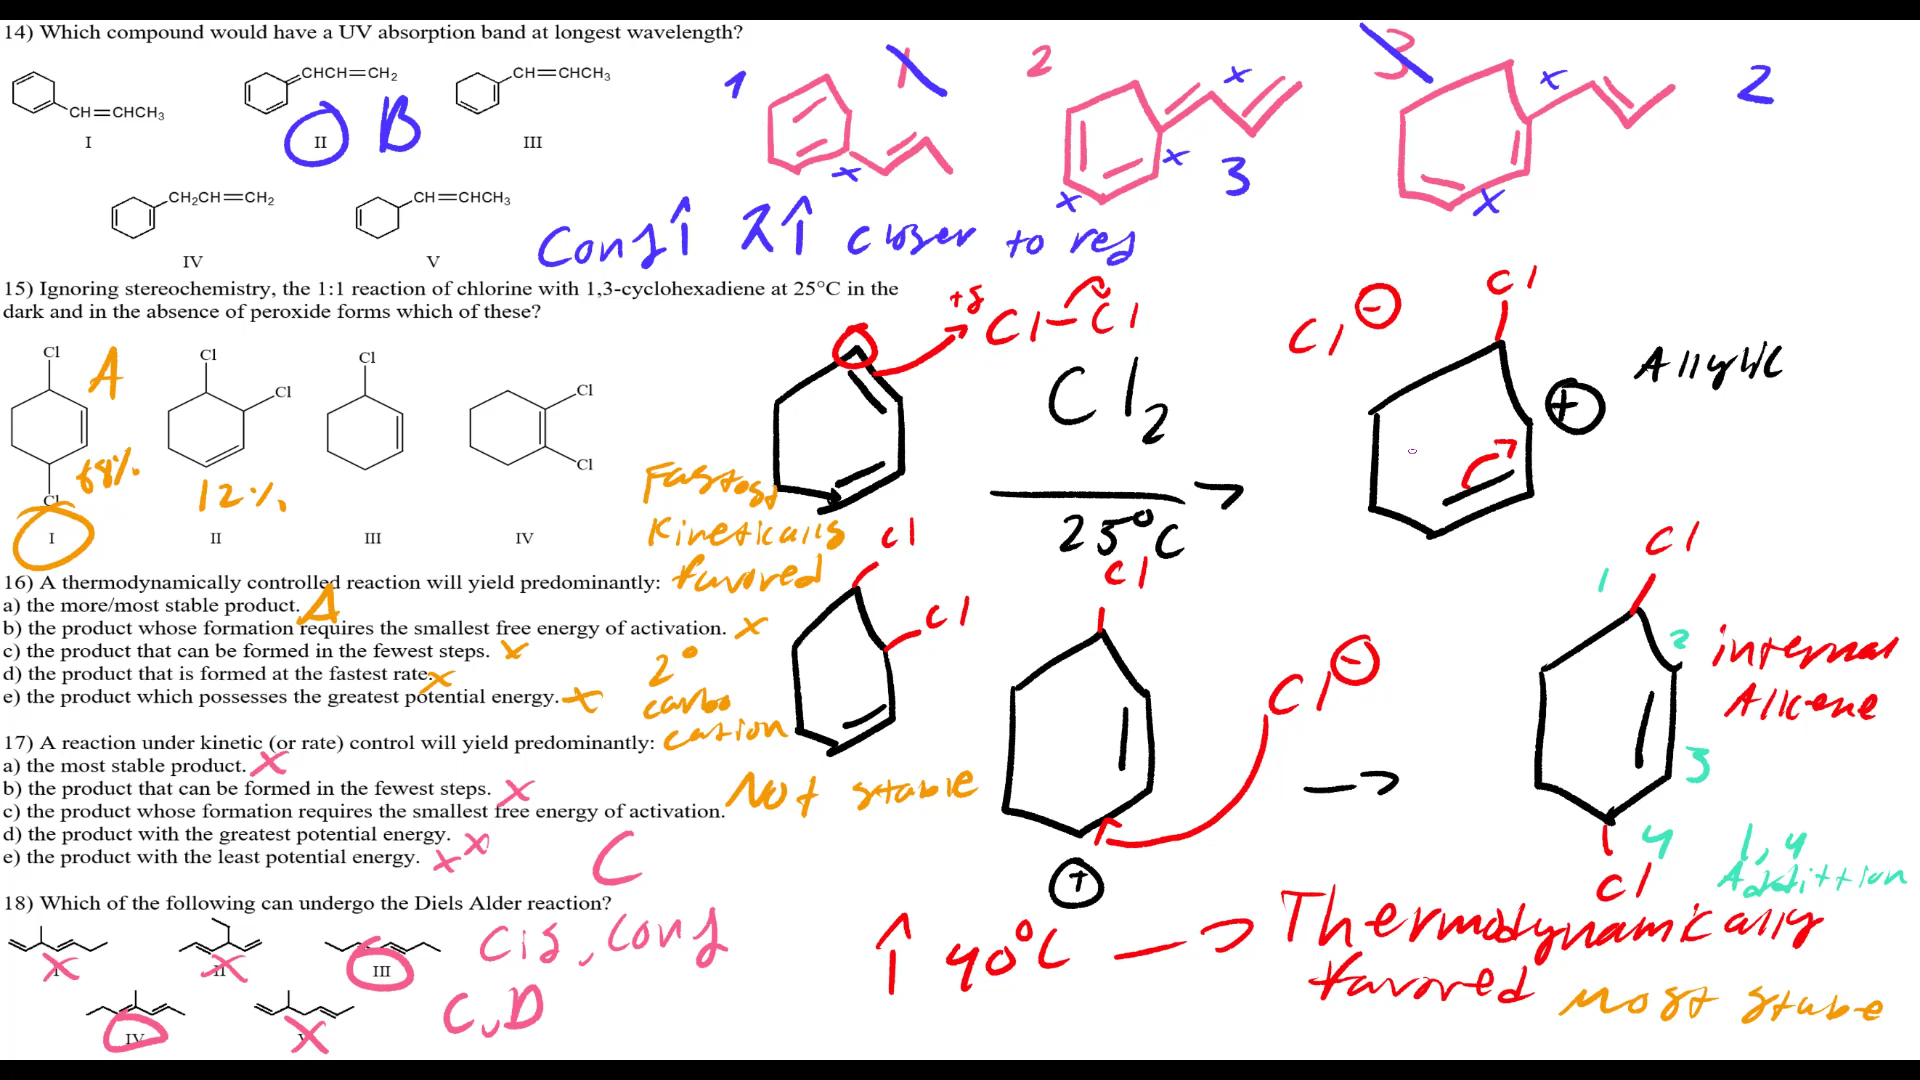 14) Which compound would have a UV absorption band at longest wavelength?
CH=CHCH3
I
CHCH=CH2
II
B
CH=CHCH3
III
CH2CH=CH2
IV
CH=CHCH3
V
1 1 x
2 x x x 3
3 x x 2
Conj↑ λ↑ closer to red
15) Ignoring stereochemistry, the 1:1 reaction of chlorine with 1,3-cyclohexadiene at 25°C in the
dark and in the absence of peroxide forms which of these?
Cl
Cl
A
I
Cl
Cl
12%
II
Cl
III
Cl
Cl
IV
+δ Cl–Cl
Cl2
25°C
Cl ⊖
Cl
+
Allylic
Fastest
Kinetically
favored
16) A thermodynamically controlled reaction will yield predominantly:
a) the more/most stable product. A
b) the product whose formation requires the smallest free energy of activation. x
c) the product that can be formed in the fewest steps. x
d) the product that is formed at the fastest rate. x
e) the product which possesses the greatest potential energy. x
2°
carbo
cation
Not stable
Cl
Cl
Cl
+
Cl ⊖
Cl
1
2
3
4
Cl
internal
Alkene
1,4
Addittion
17) A reaction under kinetic (or rate) control will yield predominantly:
a) the most stable product. x
b) the product that can be formed in the fewest steps. x
c) the product whose formation requires the smallest free energy of activation.
d) the product with the greatest potential energy. x
e) the product with the least potential energy. x
C
18) Which of the following can undergo the Diels Alder reaction?
I x
II x
III
IV
V x
Cis, Conj
C, D
↑ 40°C → Thermodynamically
favored Most stabe